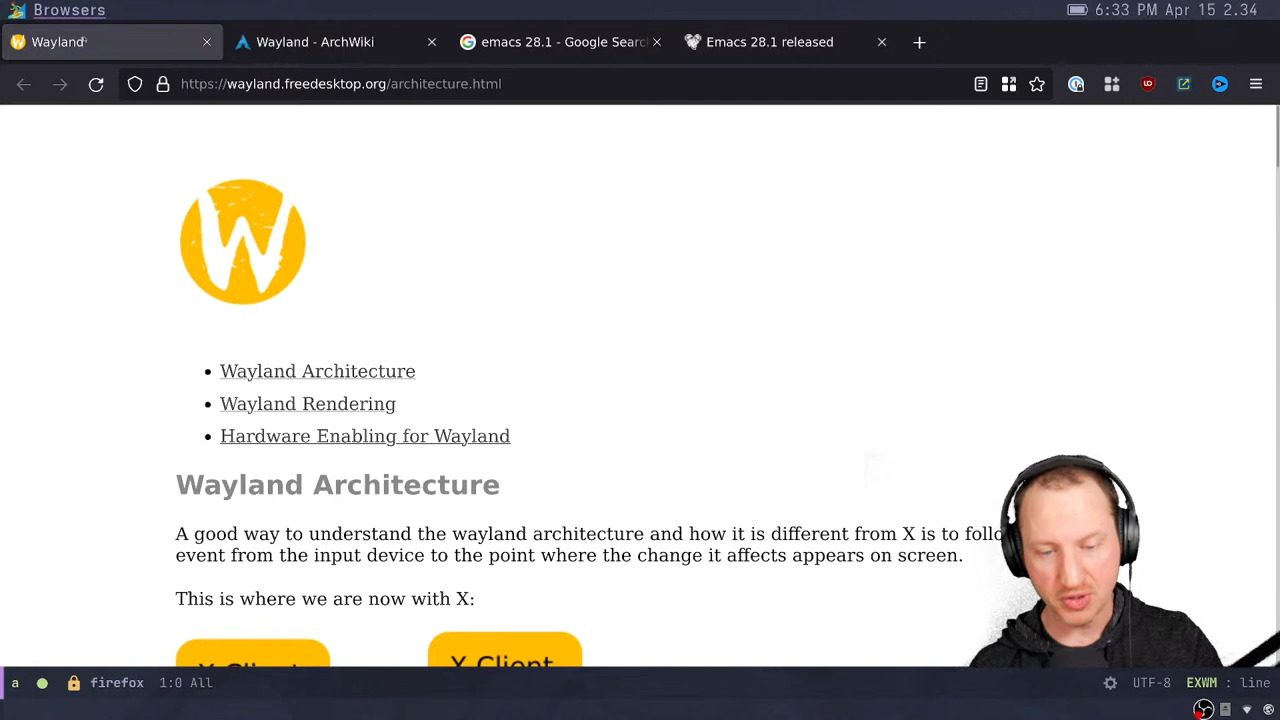 Browsers
6:33 PM Apr 15 2.34
Wayland
Wayland - ArchWiki
emacs 28.1 - Google Searc
Emacs 28.1 released
https://wayland.freedesktop.org/architecture.html
W
Wayland Architecture
Wayland Rendering
Hardware Enabling for Wayland
Wayland Architecture
A good way to understand the wayland architecture and how it is different from X is to follo
event from the input device to the point where the change it affects appears on screen.
This is where we are now with X:
X Client
X Client
a firefox 1:0 All
UTF-8 EXWM : line